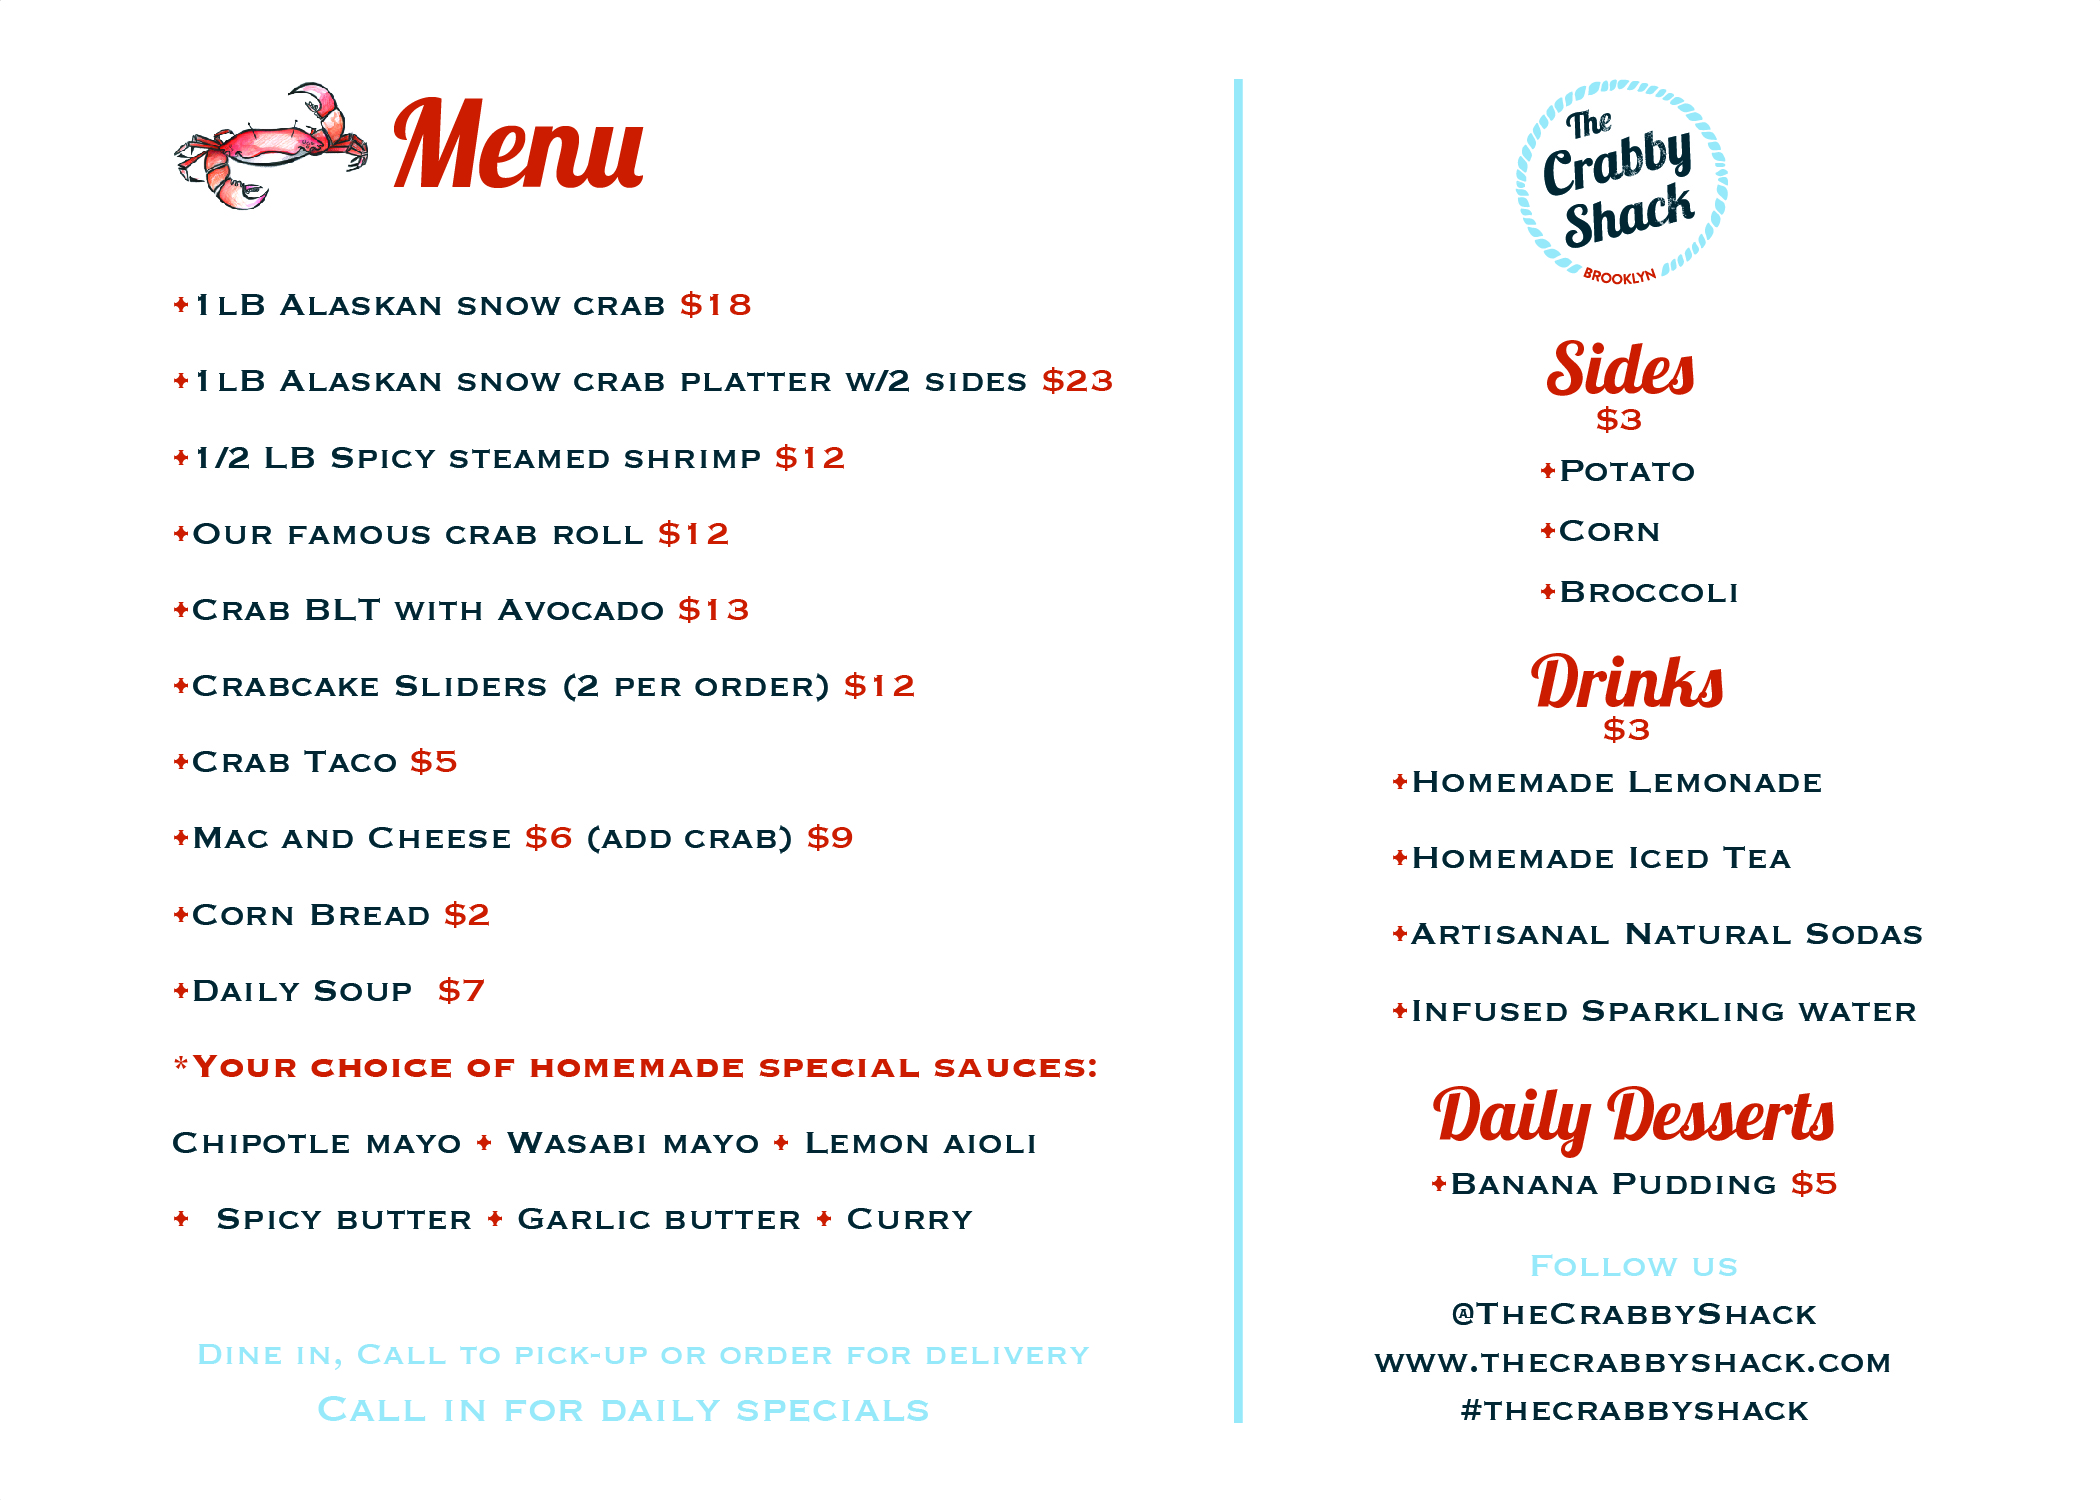 Menu
1LB Alaskan snow crab $18
1LB Alaskan snow crab platter w/2 sides $23
1/2 LB Spicy steamed shrimp $12
Our famous crab roll $12
Crab BLT with Avocado $13
Crabcake Sliders (2 per order) $12
Crab Taco $5
Mac and Cheese $6 (add crab) $9
Corn Bread $2
Daily Soup $7
*Your choice of homemade special sauces:
Chipotle mayo + Wasabi mayo + Lemon aioli
+ Spicy butter + Garlic butter + Curry
Dine in, Call to pick-up or order for delivery
Call in for daily specials
The
Crabby
Shack
BROOKLYN
Sides
$3
Potato
Corn
Broccoli
Drinks
$3
Homemade Lemonade
Homemade Iced Tea
Artisanal Natural Sodas
Infused Sparkling water
Daily Desserts
Banana Pudding $5
Follow us
@TheCrabbyShack
www.thecrabbyshack.com
#thecrabbyshack